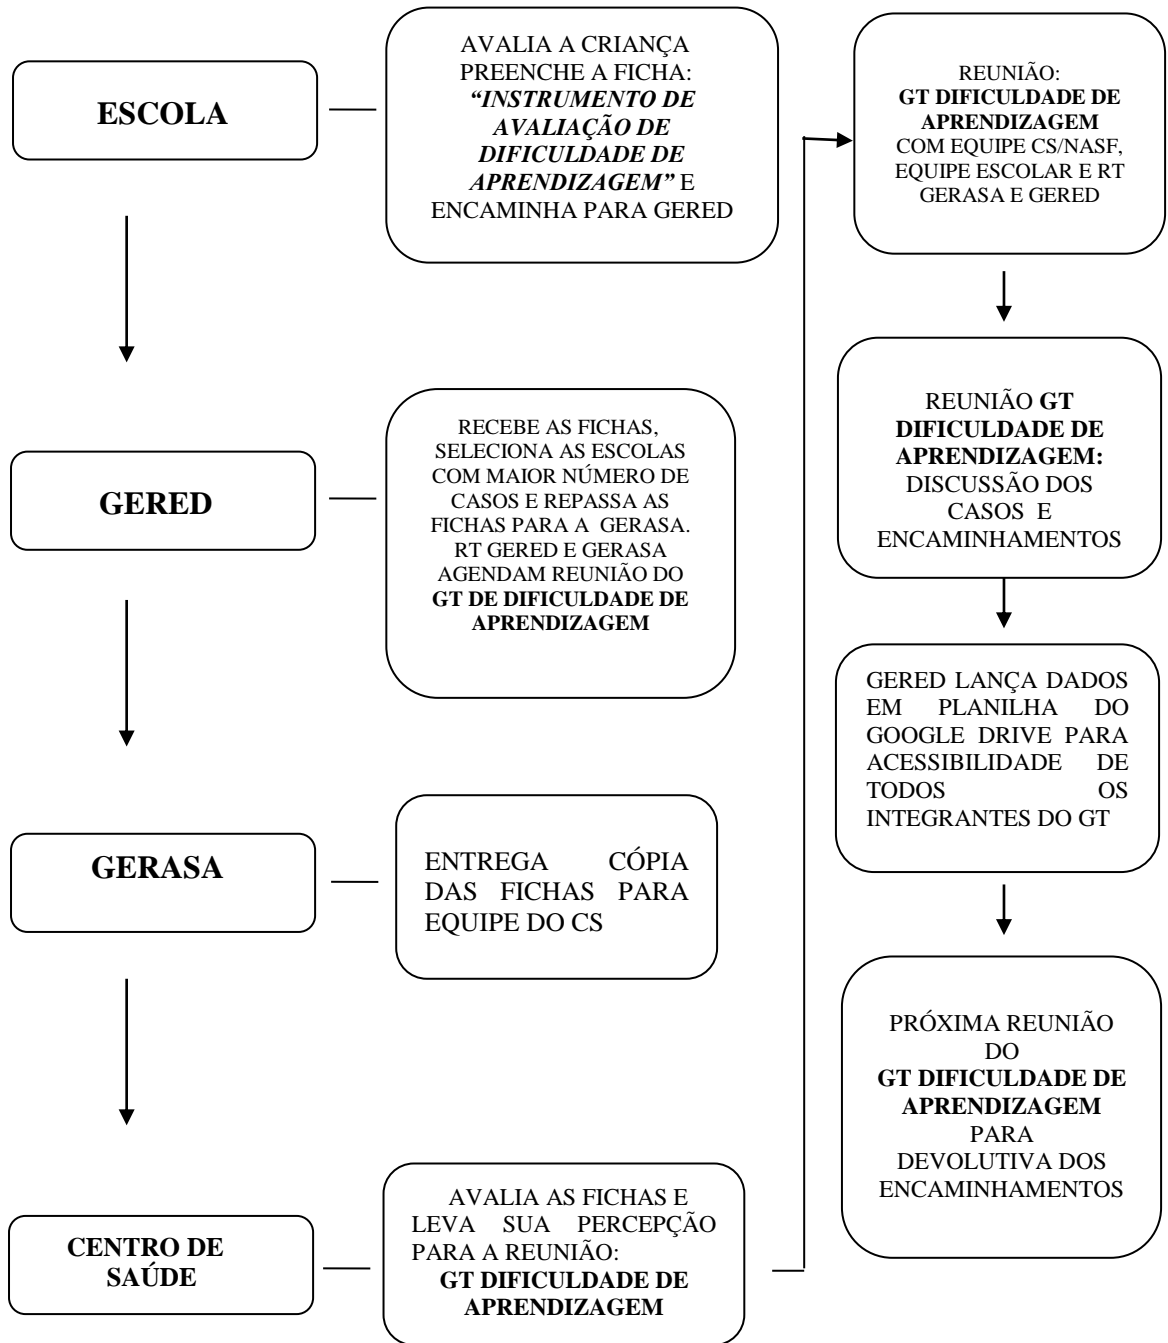 ESCOLA
AVALIA A CRIANÇA
PREENCHE A FICHA:
“INSTRUMENTO DE
AVALIAÇÃO DE
DIFICULDADE DE
APRENDIZAGEM” E
ENCAMINHA PARA GERED
GERED
RECEBE AS FICHAS,
SELECIONA AS ESCOLAS
COM MAIOR NÚMERO DE
CASOS E REPASSA AS
FICHAS PARA A GERASA.
RT GERED E GERASA
AGENDAM REUNIÃO DO
GT DE DIFICULDADE DE
APRENDIZAGEM
GERASA
ENTREGA CÓPIA
DAS FICHAS PARA
EQUIPE DO CS
CENTRO DE
SAÚDE
AVALIA AS FICHAS E
LEVA SUA PERCEPÇÃO
PARA A REUNIÃO:
GT DIFICULDADE DE
APRENDIZAGEM
REUNIÃO:
GT DIFICULDADE DE
APRENDIZAGEM
COM EQUIPE CS/NASF,
EQUIPE ESCOLAR E RT
GERASA E GERED
REUNIÃO GT
DIFICULDADE DE
APRENDIZAGEM:
DISCUSSÃO DOS
CASOS E
ENCAMINHAMENTOS
GERED LANÇA DADOS
EM PLANILHA DO
GOOGLE DRIVE PARA
ACESSIBILIDADE DE
TODOS OS
INTEGRANTES DO GT
PRÓXIMA REUNIÃO
DO
GT DIFICULDADE DE
APRENDIZAGEM
PARA
DEVOLUTIVA DOS
ENCAMINHAMENTOS